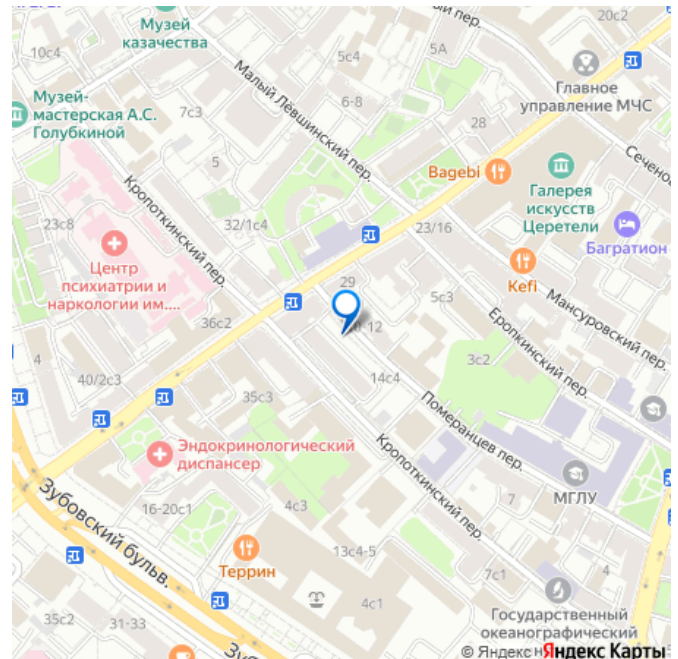 20с2
Музей
казачества
10с4
5с4
5А
Малый Лёвшинский пер.
Главное
управление МЧС
Музей-
мастерская А.С.
Голубкиной
7с3
6-8
28
5
Bagebi
Сечено
Галерея
искусств
Церетели
Кропоткинский пер.
32/1с4
23/16
23с8
Багратион
Центр
психиатрии и
наркологии им....
29
5с3
Kefi
Мансуровский пер.
36с2
Еропкинский пер.
4
3с2
40/2с3
14с4
35с3
Померанцев пер.
Эндокринологический
диспансер
Кропоткинский пер.
МГЛУ
Зубовский бульв.
16-20с1
4с3
7
13с4-5
Террин
7с1
4с1
Государственный
океанографический
35с2
31-33
© Яндекс Яндекс Карты